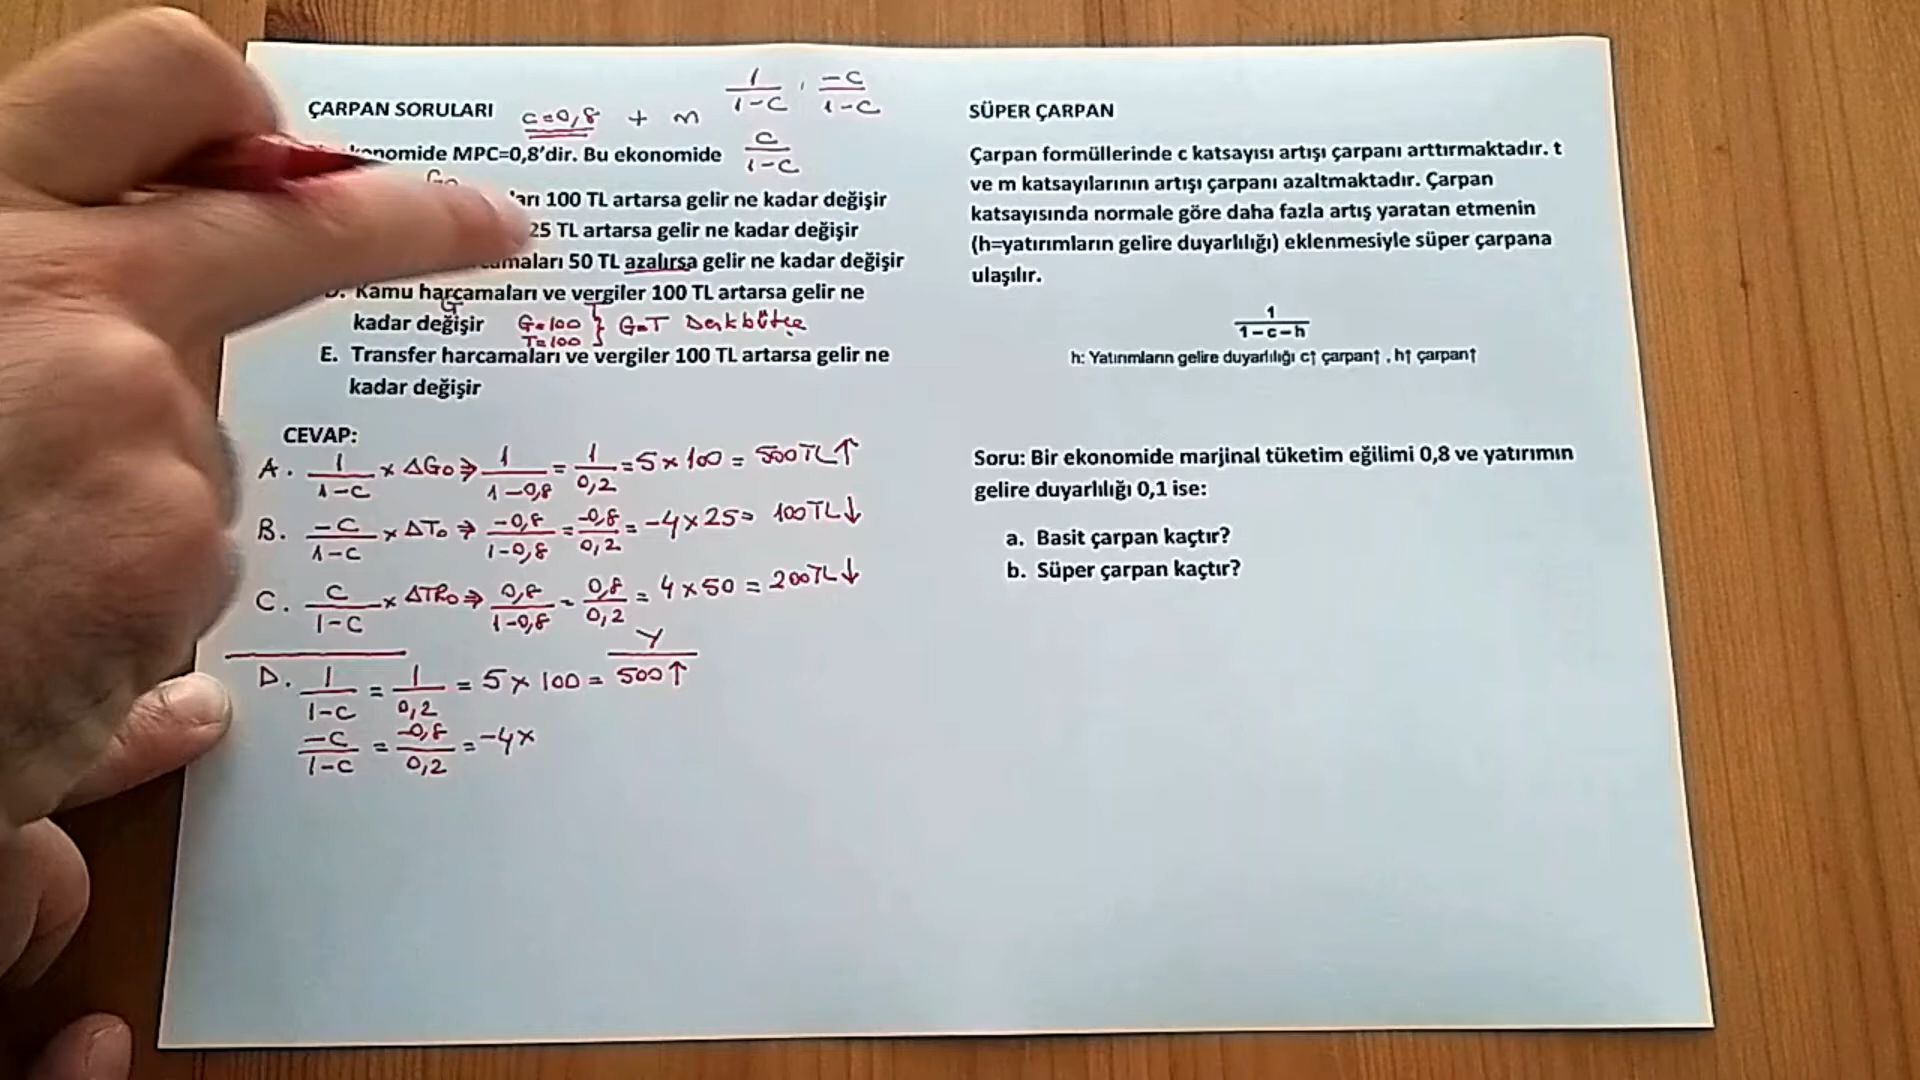 ÇARPAN SORULARI
c=0,8 + m
1/1-c , -c/1-c
c/1-c
MPC=0,8'dir. Bu ekonomide
Go
100 TL artarsa gelir ne kadar değişir
25 TL artarsa gelir ne kadar değişir
50 TL azalırsa gelir ne kadar değişir
D. Kamu harcamaları ve vergiler 100 TL artarsa gelir ne
kadar değişir
G=100
T=100 } G=T Denk bütçe
E. Transfer harcamaları ve vergiler 100 TL artarsa gelir ne
kadar değişir
CEVAP:
A. 1/1-c x ΔGo ⇒ 1/1-0,8 = 1/0,2 = 5 x 100 = 500TL↑
B. -c/1-c x ΔTo ⇒ -0,8/1-0,8 = -0,8/0,2 = -4 x 25 = 100TL↓
C. c/1-c x ΔTRo ⇒ 0,8/1-0,8 = 0,8/0,2 = 4 x 50 = 200TL↓
Y
D. 1/1-c = 1/0,2 = 5 x 100 = 500↑
-c/1-c = -0,8/0,2 = -4x
SÜPER ÇARPAN
Çarpan formüllerinde c katsayısı artışı çarpanı arttırmaktadır. t
ve m katsayılarının artışı çarpanı azaltmaktadır. Çarpan
katsayısında normale göre daha fazla artış yaratan etmenin
(h=yatırımların gelire duyarlılığı) eklenmesiyle süper çarpana
ulaşılır.
1/1-c-h
h: Yatırımların gelire duyarlılığı c↑ çarpan↑ , h↑ çarpan↑
Soru: Bir ekonomide marjinal tüketim eğilimi 0,8 ve yatırımın
gelire duyarlılığı 0,1 ise:
a. Basit çarpan kaçtır?
b. Süper çarpan kaçtır?